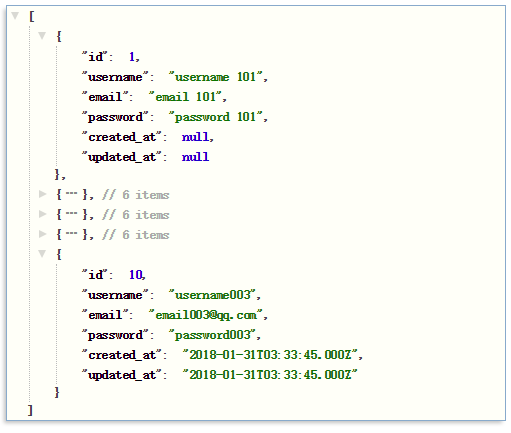 [
{
"id": 1,
"username": "username 101",
"email": "email 101",
"password": "password 101",
"created_at": null,
"updated_at": null
},
{ ··· }, // 6 items
{ ··· }, // 6 items
{ ··· }, // 6 items
{
"id": 10,
"username": "username003",
"email": "email003@qq.com",
"password": "password003",
"created_at": "2018-01-31T03:33:45.000Z",
"updated_at": "2018-01-31T03:33:45.000Z"
}
]